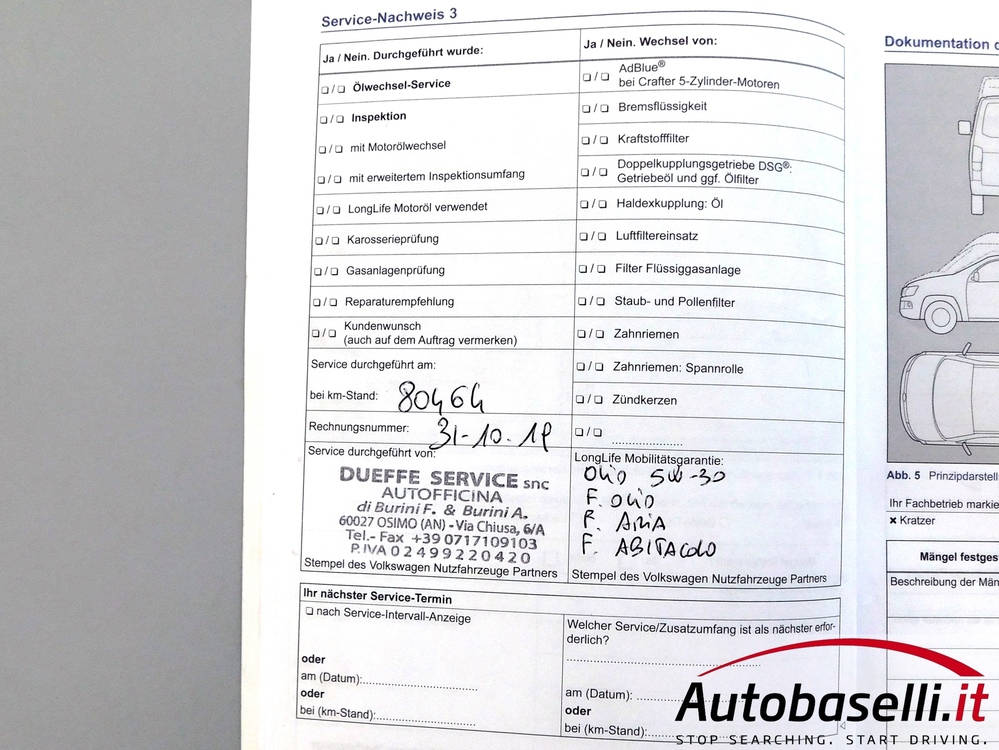 Service-Nachweis 3
Ja / Nein. Durchgeführt wurde:
❏ / ❏ Ölwechsel-Service
❏ / ❏ Inspektion
❏ / ❏ mit Motorölwechsel
❏ / ❏ mit erweitertem Inspektionsumfang
❏ / ❏ LongLife Motoröl verwendet
❏ / ❏ Karosserieprüfung
❏ / ❏ Gasanlagenprüfung
❏ / ❏ Reparaturempfehlung
❏ / ❏ Kundenwunsch
(auch auf dem Auftrag vermerken)
Service durchgeführt am:
bei km-Stand: 80464
Rechnungsnummer: 31-10.19
Service durchgeführt von:
DUEFFE SERVICE snc
AUTOFFICINA
di Burini F. & Burini A.
60027 OSIMO (AN) - Via Chiusa, 6/A
Tel.- Fax +39 0717109103
P.IVA 02499220420
Stempel des Volkswagen Nutzfahrzeuge Partners
Ja / Nein. Wechsel von:
❏ / ❏ AdBlue®
bei Crafter 5-Zylinder-Motoren
❏ / ❏ Bremsflüssigkeit
❏ / ❏ Kraftstofffilter
❏ / ❏ Doppelkupplungsgetriebe DSG®:
Getriebeöl und ggf. Ölfilter
❏ / ❏ Haldexkupplung: Öl
❏ / ❏ Luftfiltereinsatz
❏ / ❏ Filter Flüssiggasanlage
❏ / ❏ Staub- und Pollenfilter
❏ / ❏ Zahnriemen
❏ / ❏ Zahnriemen: Spannrolle
❏ / ❏ Zündkerzen
❏ / ❏ ....................
LongLife Mobilitätsgarantie:
OLIO 5W-30
F. OLIO
F. ARIA
F. ABITACOLO
Stempel des Volkswagen Nutzfahrzeuge Partners
Ihr nächster Service-Termin
❏ nach Service-Intervall-Anzeige
oder
am (Datum):..............................
oder
bei (km-Stand):..............................
Welcher Service/Zusatzumfang ist als nächster erfor-
derlich?
..................................................
am (Datum): ..............................
oder
bei (km-Stand):..............................
Dokumentation
Abb. 5 Prinzipdarstell
Ihr Fachbetrieb markie
× Kratzer
Mängel festges
Beschreibung der Män
Autobaselli.it
STOP SEARCHING. START DRIVING.